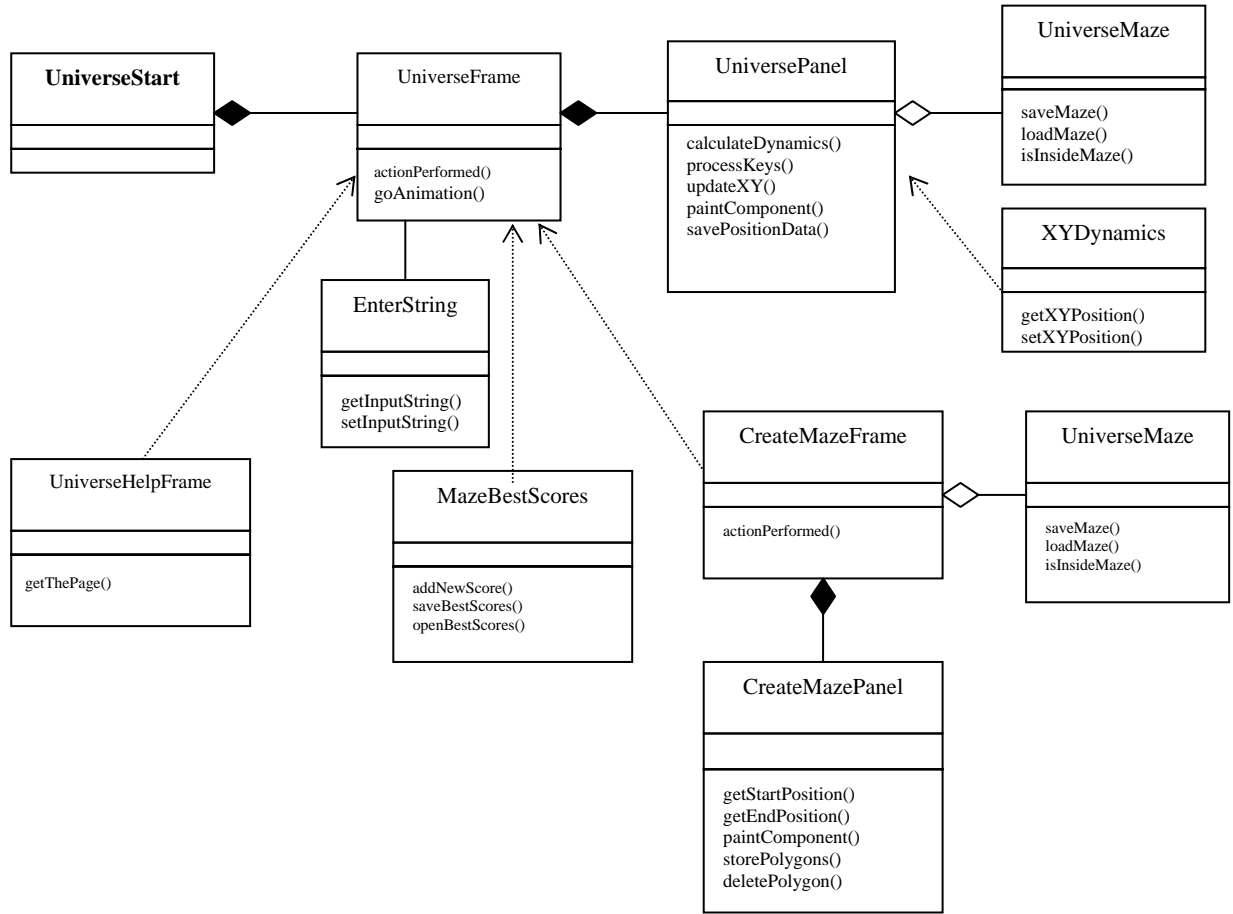 UniverseStart
UniverseFrame
actionPerformed()
goAnimation()
UniversePanel
calculateDynamics()
processKeys()
updateXY()
paintComponent()
savePositionData()
UniverseMaze
saveMaze()
loadMaze()
isInsideMaze()
XYDynamics
getXYPosition()
setXYPosition()
EnterString
getInputString()
setInputString()
UniverseHelpFrame
getThePage()
MazeBestScores
addNewScore()
saveBestScores()
openBestScores()
CreateMazeFrame
actionPerformed()
UniverseMaze
saveMaze()
loadMaze()
isInsideMaze()
CreateMazePanel
getStartPosition()
getEndPosition()
paintComponent()
storePolygons()
deletePolygon()